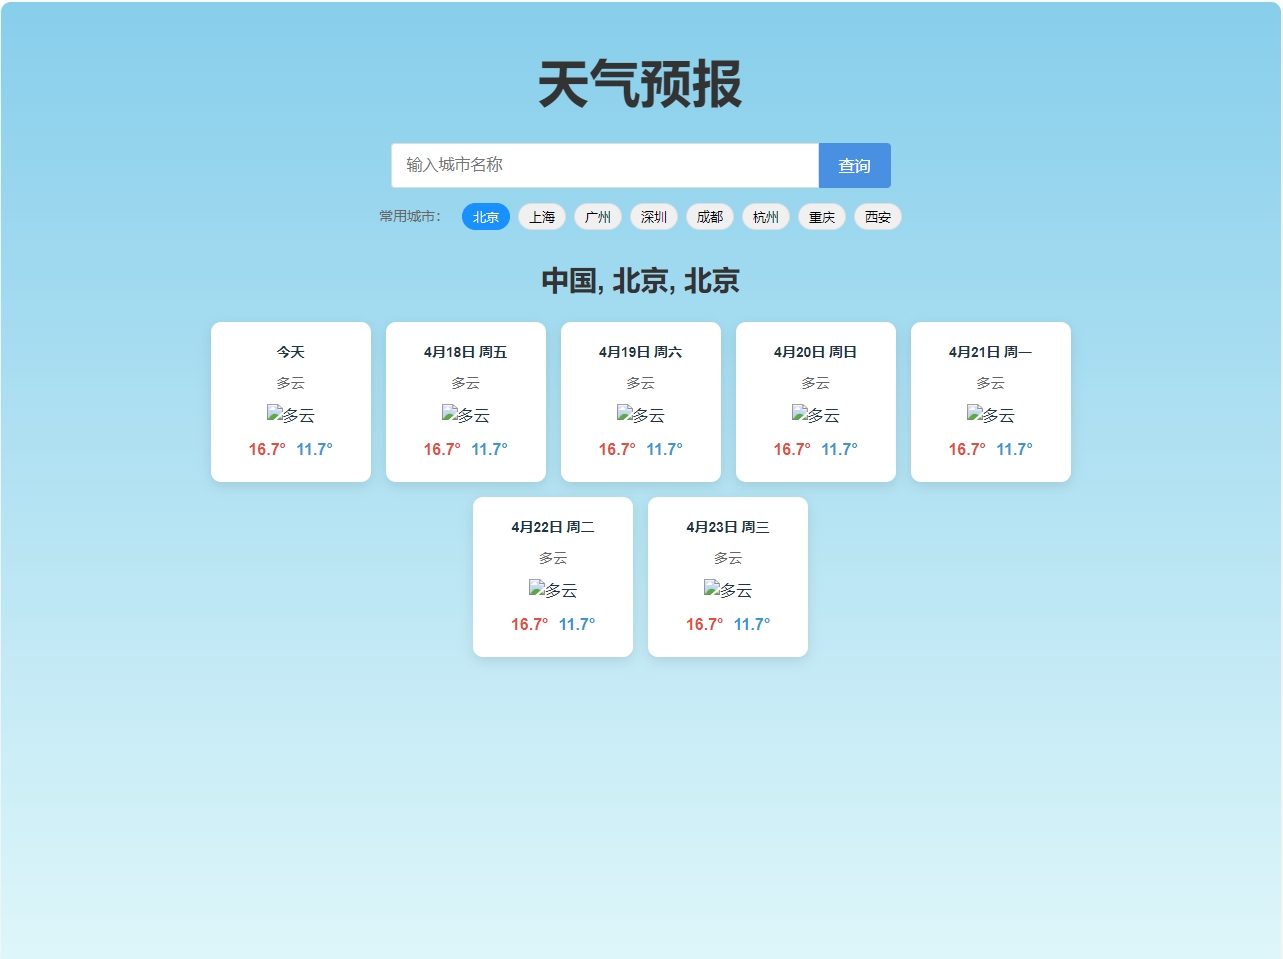 天气预报
输入城市名称 查询
常用城市： 北京 上海 广州 深圳 成都 杭州 重庆 西安
中国, 北京, 北京
今天 4月18日 周五 4月19日 周六 4月20日 周日 4月21日 周一
多云 多云 多云 多云 多云
多云 多云 多云 多云 多云
16.7° 11.7° 16.7° 11.7° 16.7° 11.7° 16.7° 11.7° 16.7° 11.7°
4月22日 周二 4月23日 周三
多云 多云
多云 多云
16.7° 11.7° 16.7° 11.7°